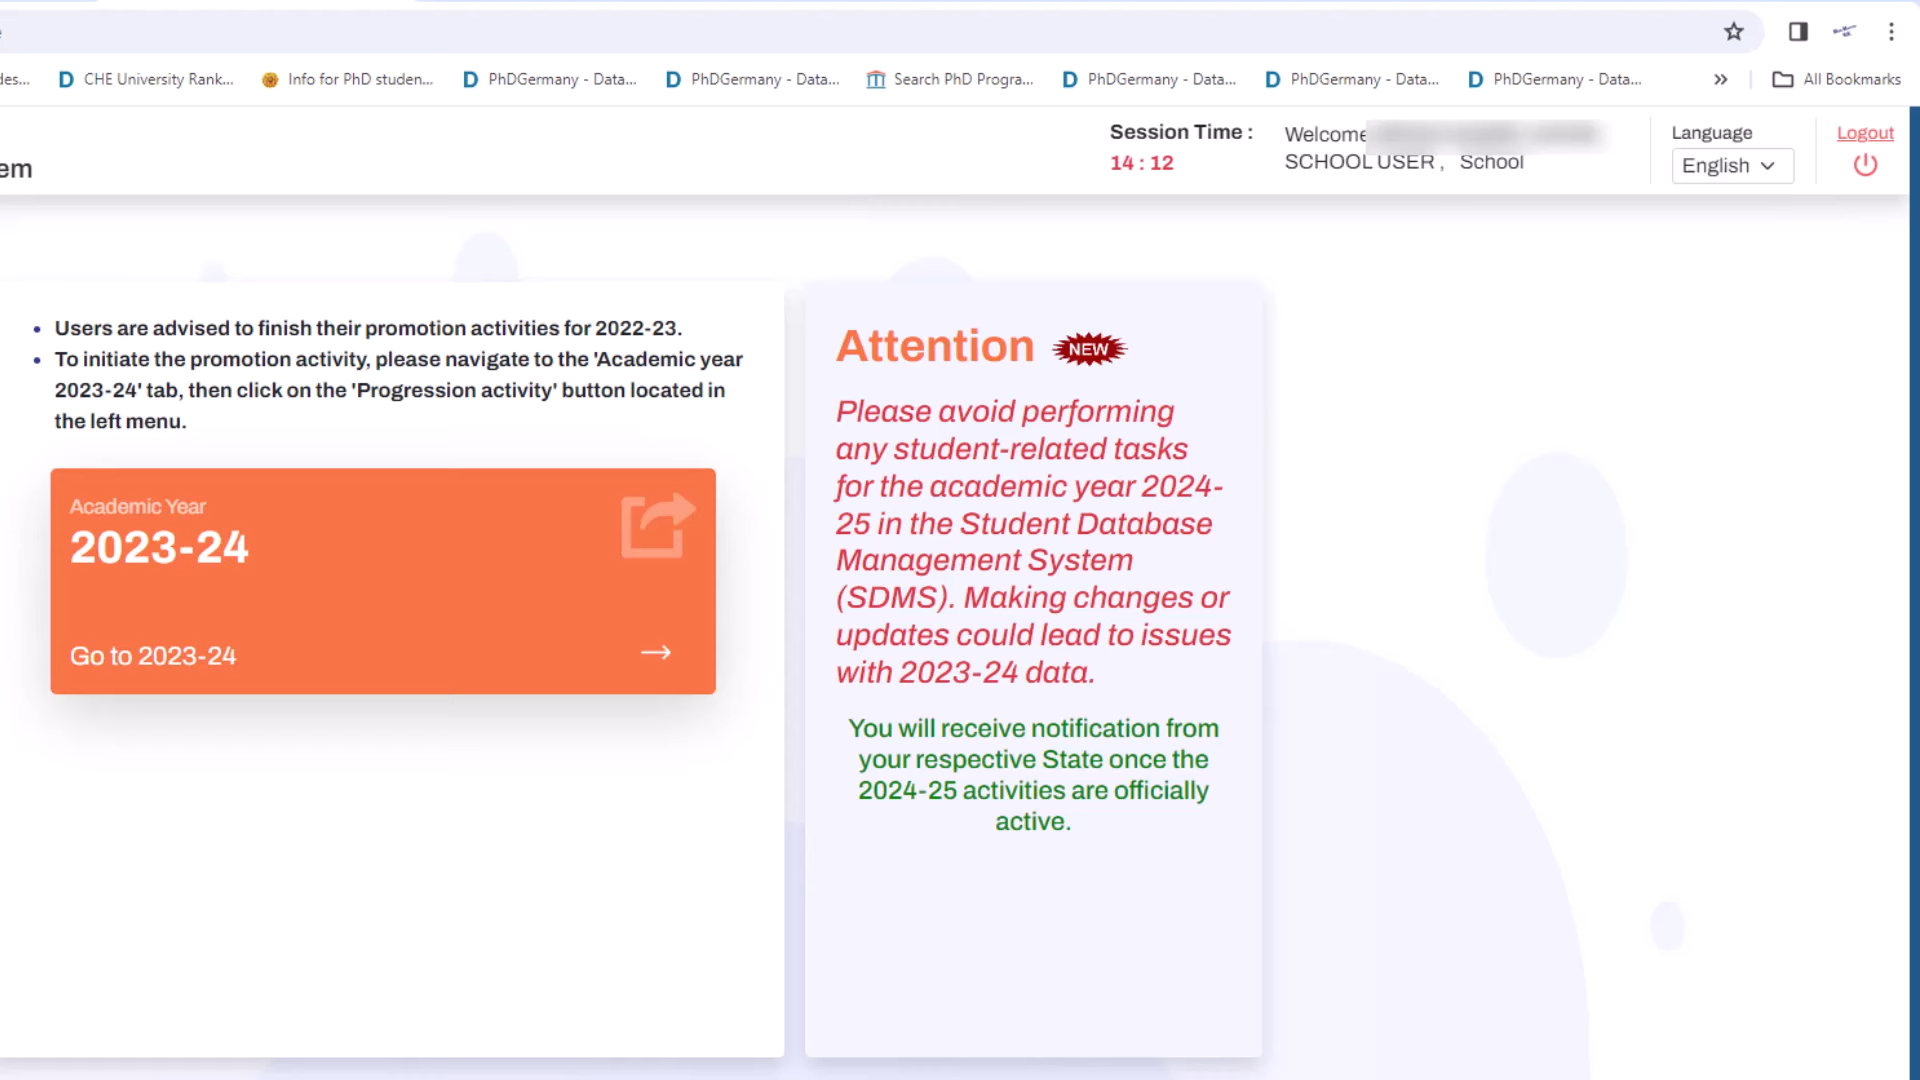 des...
CHE University Rank...
Info for PhD studen...
PhDGermany - Data...
PhDGermany - Data...
Search PhD Progra...
PhDGermany - Data...
PhDGermany - Data...
PhDGermany - Data...
All Bookmarks
em
Session Time :
14 : 12
Welcome
SCHOOL USER , School
Language
English
Logout
Users are advised to finish their promotion activities for 2022-23.
To initiate the promotion activity, please navigate to the 'Academic year
2023-24' tab, then click on the 'Progression activity' button located in
the left menu.
Academic Year
2023-24
Go to 2023-24
Attention NEW
Please avoid performing
any student-related tasks
for the academic year 2024-
25 in the Student Database
Management System
(SDMS). Making changes or
updates could lead to issues
with 2023-24 data.
You will receive notification from
your respective State once the
2024-25 activities are officially
active.